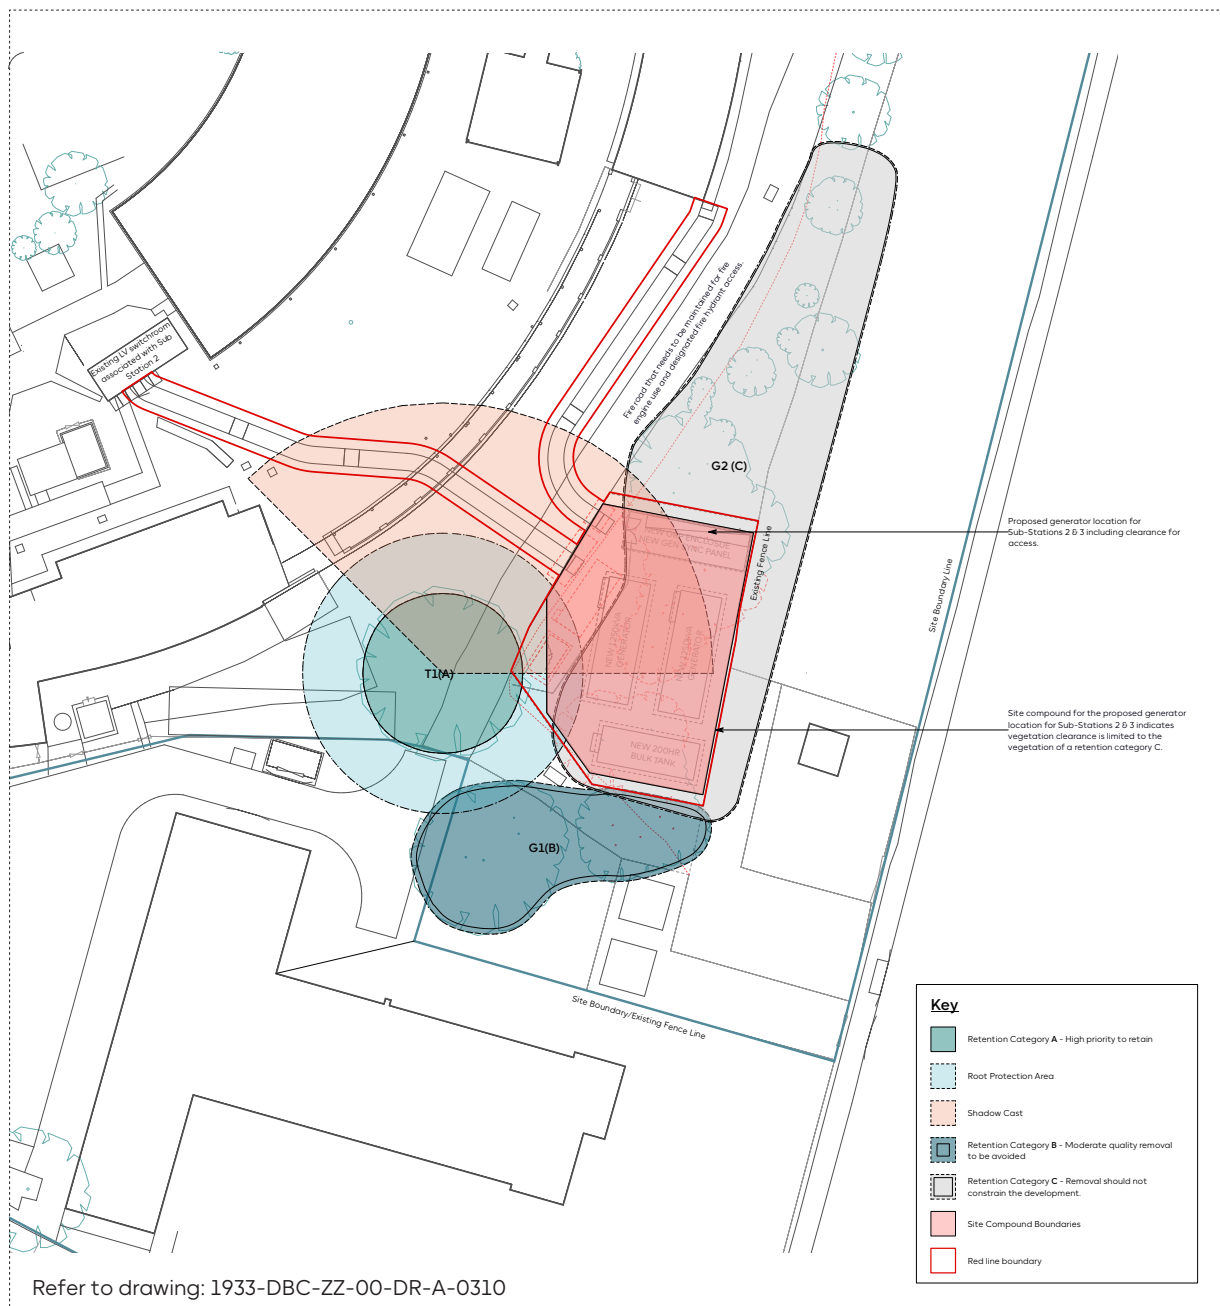 Existing LV switchroom
associated with Sub
Station 2
Fire road that needs to be maintained for fire
engine use and designated fire hydrant access.
G2 (C)
Proposed generator location for
Sub-Stations 2 & 3 including clearance for
access.
Existing Fence Line
Site Boundary Line
T1(A)
NEW 200HR
BULK TANK
Site compound for the proposed generator
location for Sub-Stations 2 & 3 indicates
vegetation clearance is limited to the
vegetation of a retention category C.
G1(B)
Site Boundary/Existing Fence Line
Key
Retention Category A - High priority to retain
Root Protection Area
Shadow Cast
Retention Category B - Moderate quality removal
to be avoided
Retention Category C - Removal should not
constrain the development.
Site Compound Boundaries
Red line boundary
Refer to drawing: 1933-DBC-ZZ-00-DR-A-0310